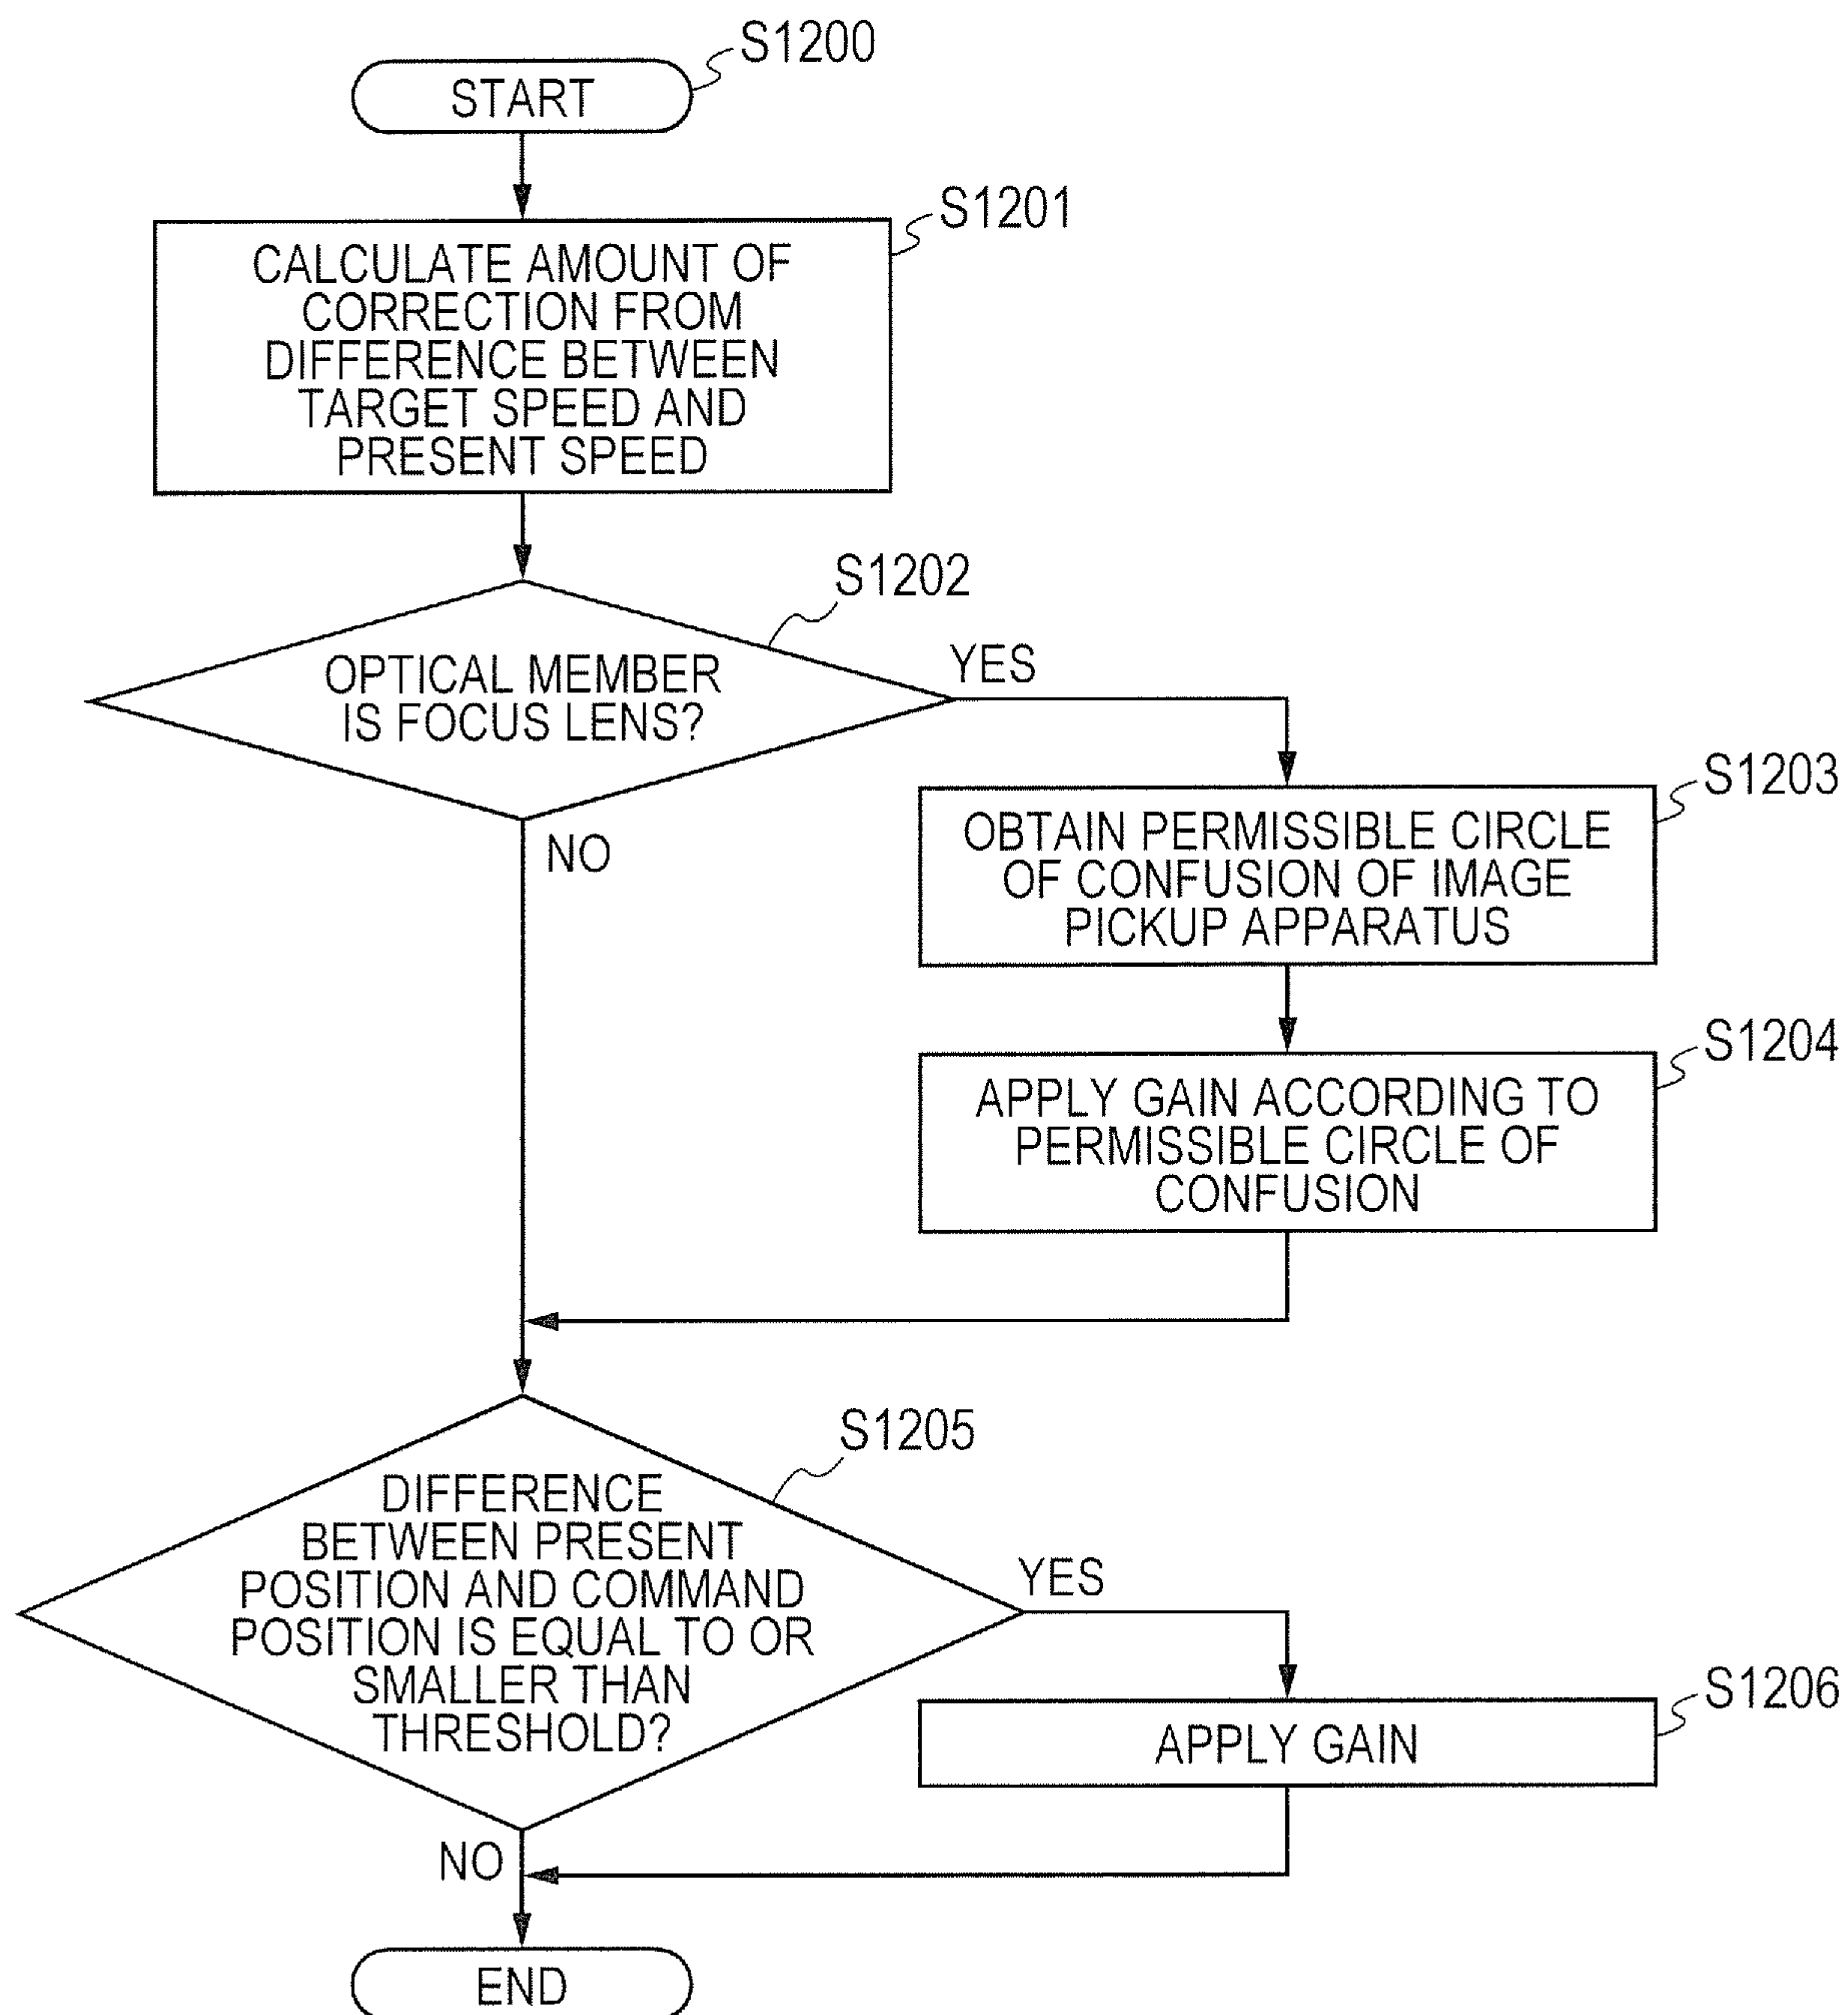 S1200
START
S1201
CALCULATE AMOUNT OF
CORRECTION FROM
DIFFERENCE BETWEEN
TARGET SPEED AND
PRESENT SPEED
S1202
OPTICAL MEMBER
IS FOCUS LENS?
YES
NO
S1203
OBTAIN PERMISSIBLE CIRCLE
OF CONFUSION OF IMAGE
PICKUP APPARATUS
S1204
APPLY GAIN ACCORDING TO
PERMISSIBLE CIRCLE OF
CONFUSION
S1205
DIFFERENCE
BETWEEN PRESENT
POSITION AND COMMAND
POSITION IS EQUAL TO OR
SMALLER THAN
THRESHOLD?
YES
S1206
APPLY GAIN
NO
END